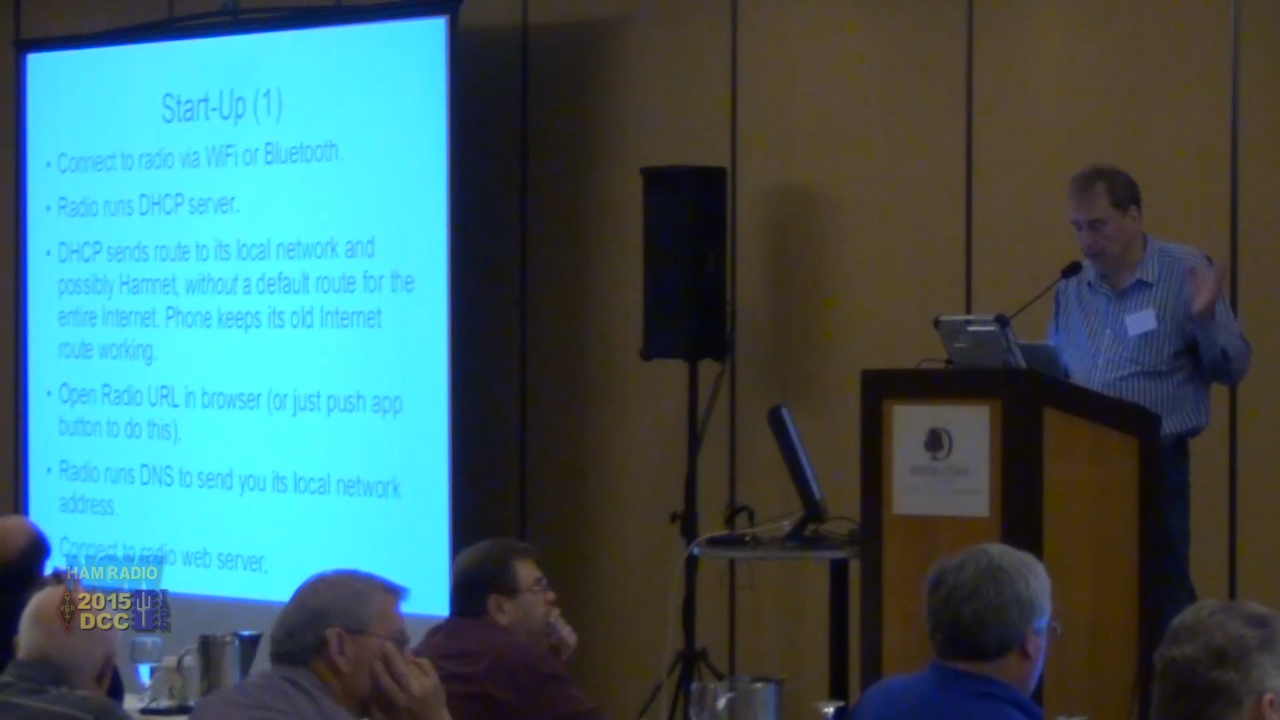 Start-Up (1)
• Connect to radio via WiFi or Bluetooth.
• Radio runs DHCP server.
• DHCP sends route to its local network and
possibly Hamnet, without a default route for the
entire Internet. Phone keeps its old Internet
route working.
• Open Radio URL in browser (or just push app
button to do this).
• Radio runs DNS to send you its local network
address.
Connect to radio web server.
HAM RADIO
2015
DCC